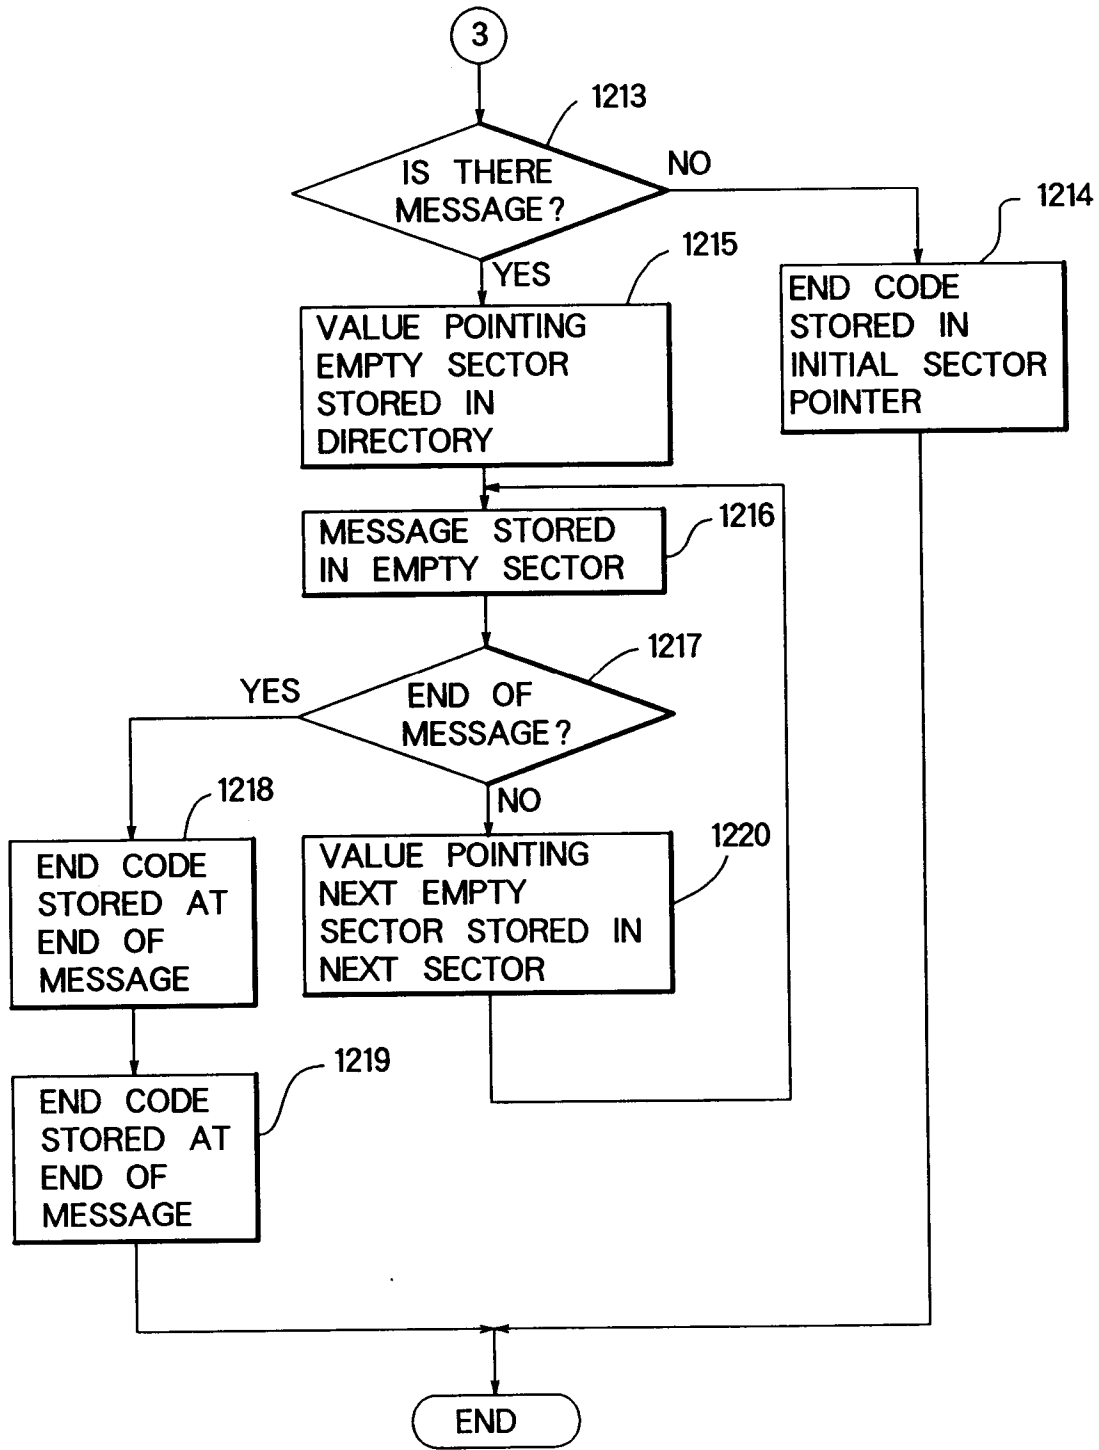 3
1213
IS THERE
MESSAGE?
NO
1214
END CODE
STORED IN
INITIAL SECTOR
POINTER
YES
1215
VALUE POINTING
EMPTY SECTOR
STORED IN
DIRECTORY
1216
MESSAGE STORED
IN EMPTY SECTOR
1217
END OF
MESSAGE?
YES
1218
END CODE
STORED AT
END OF
MESSAGE
NO
1220
VALUE POINTING
NEXT EMPTY
SECTOR STORED IN
NEXT SECTOR
1219
END CODE
STORED AT
END OF
MESSAGE
END